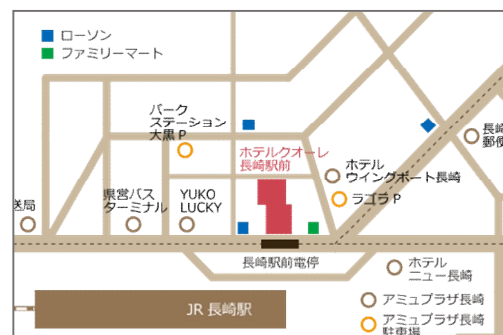 ローソン
ファミリーマート
パーク
ステーション
大黒 P
ホテルクオーレ
長崎駅前
ホテル
ウイングポート長崎
長崎
郵便
ラゴラ P
県営バス
ターミナル
YUKO
LUCKY
送局
長崎駅前電停
ホテル
ニュー長崎
アミュプラザ長崎
アミュプラザ長崎
駐車場
JR 長崎駅